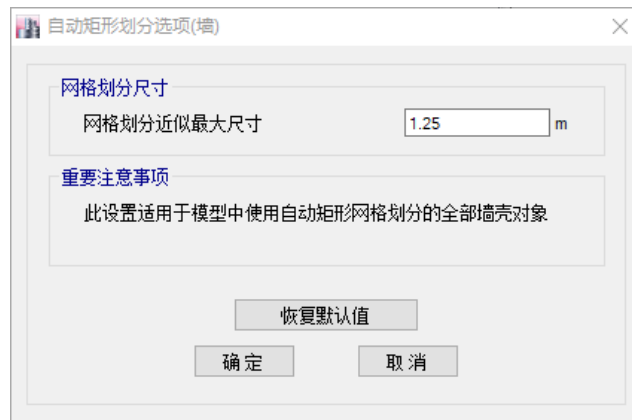 自动矩形划分选项(墙)
网格划分尺寸
网格划分近似最大尺寸 1.25 m
重要注意事项
此设置适用于模型中使用自动矩形网格划分的全部墙壳对象
恢复默认值
确定 取消